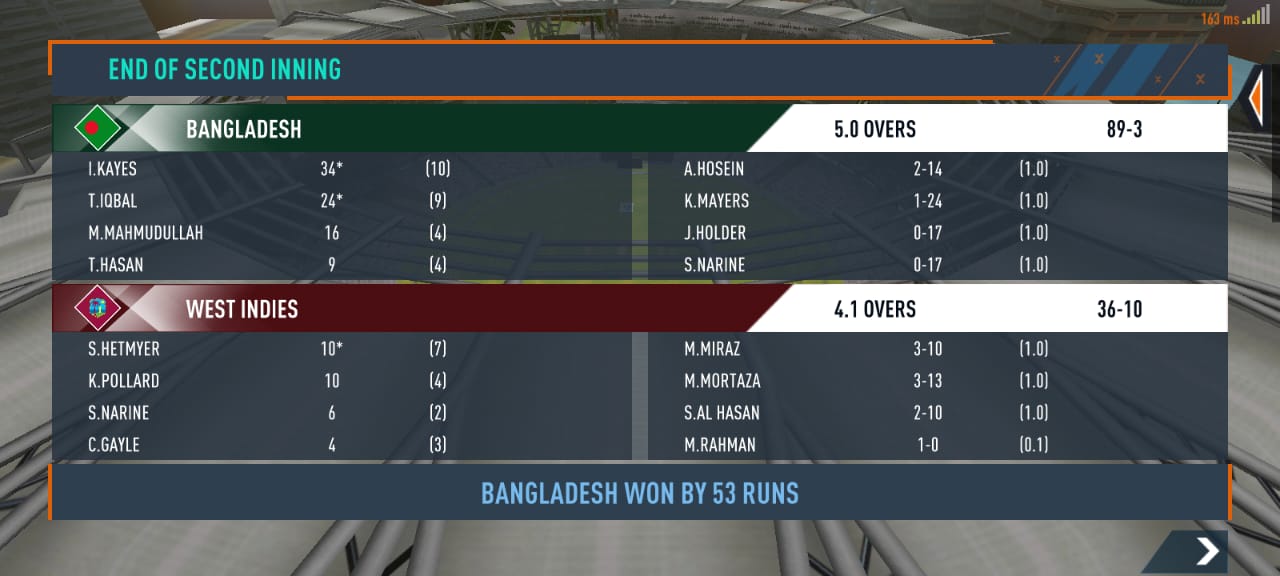 163 ms
END OF SECOND INNING
BANGLADESH 5.0 OVERS 89-3
I.KAYES 34* (10) A.HOSEIN 2-14 (1.0)
T.IQBAL 24* (9) K.MAYERS 1-24 (1.0)
M.MAHMUDULLAH 16 (4) J.HOLDER 0-17 (1.0)
T.HASAN 9 (4) S.NARINE 0-17 (1.0)
WEST INDIES 4.1 OVERS 36-10
S.HETMYER 10* (7) M.MIRAZ 3-10 (1.0)
K.POLLARD 10 (4) M.MORTAZA 3-13 (1.0)
S.NARINE 6 (2) S.AL HASAN 2-10 (1.0)
C.GAYLE 4 (3) M.RAHMAN 1-0 (0.1)
BANGLADESH WON BY 53 RUNS